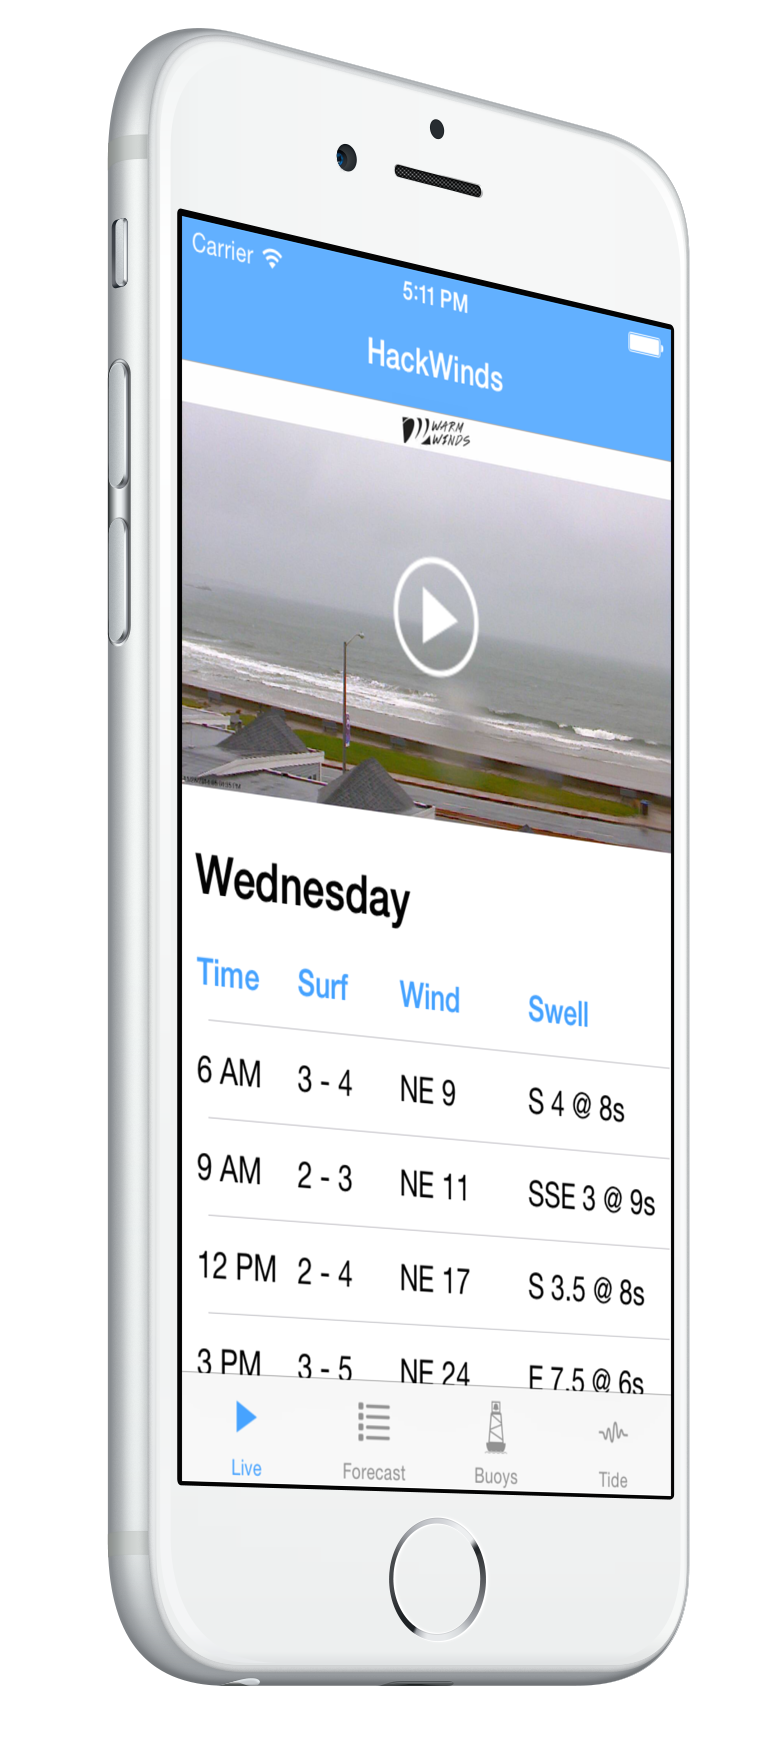 Carrier
5:11 PM
HackWinds
WARM
WINDS
Wednesday
Time Surf Wind Swell
6 AM 3 - 4 NE 9 S 4 @ 8s
9 AM 2 - 3 NE 11 SSE 3 @ 9s
12 PM 2 - 4 NE 17 S 3.5 @ 8s
3 PM 3 - 5 NE 24 E 7.5 @ 6s
Live Forecast Buoys Tide